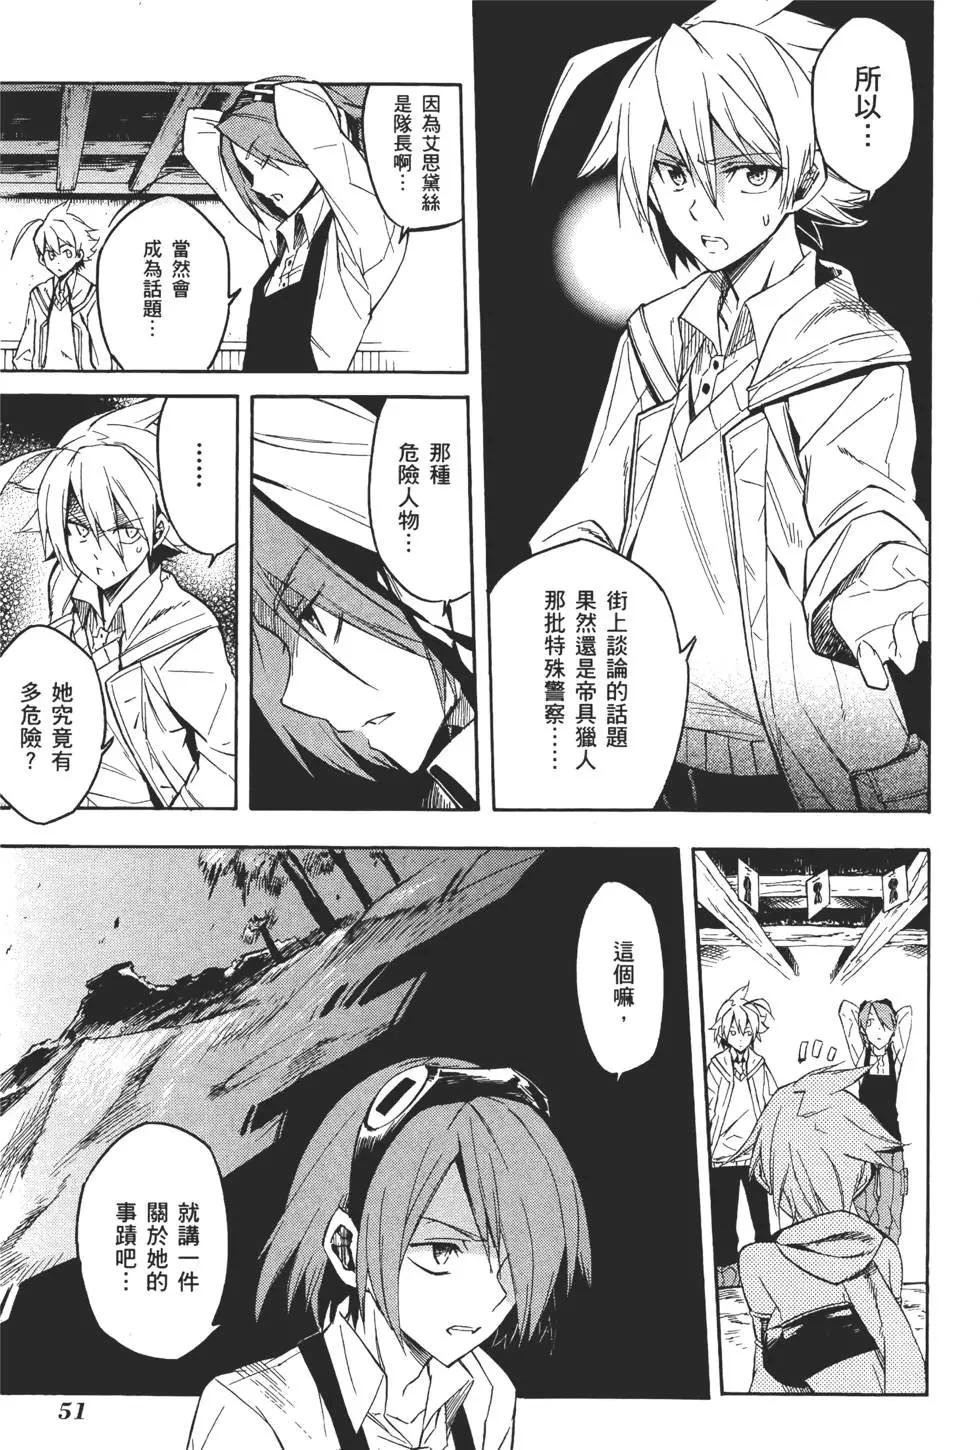 所以…
街上談論的話題
果然還是帝具獵人
那批特殊警察……
因為艾思黛絲
是隊長啊…
當然會
成為話題…
那種
危險人物…
……
她究竟有
多危險？
這個嘛，
就講一件
關於她的
事蹟吧…
51